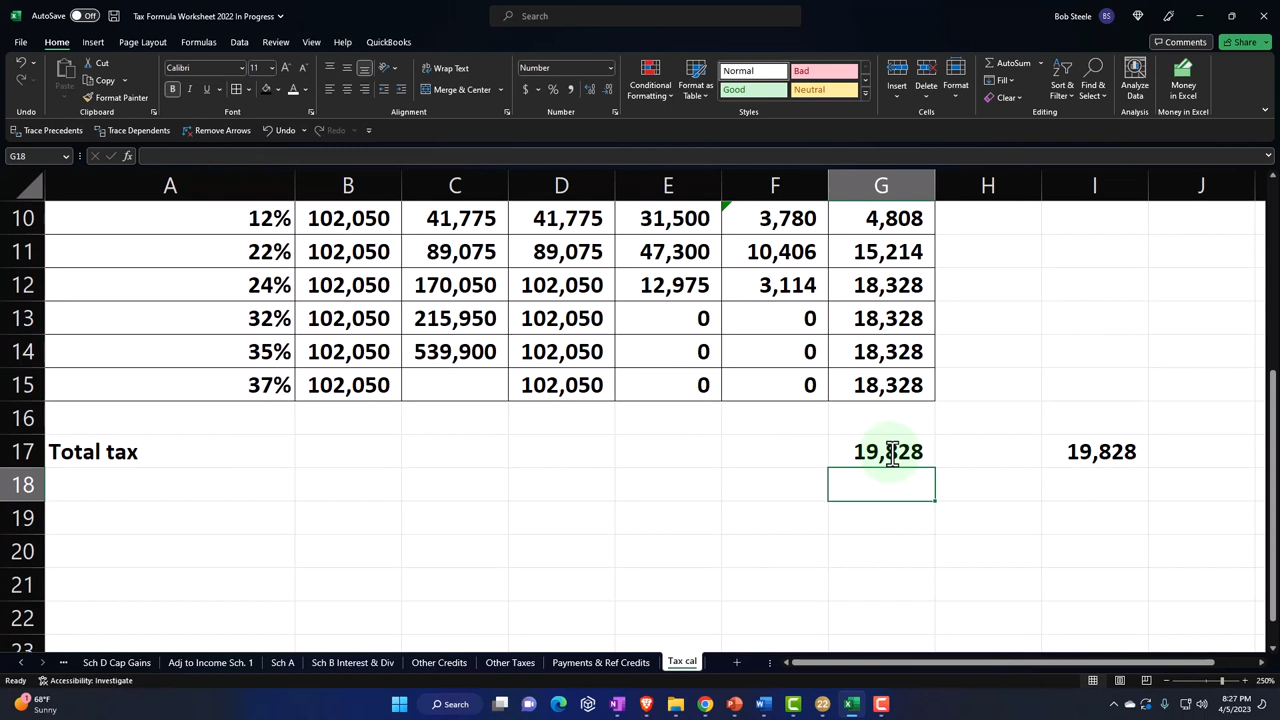 AutoSave Off Tax Formula Worksheet 2022 In Progress Search Bob Steele BS
File Home Insert Page Layout Formulas Data Review View Help QuickBooks Comments Share
Cut Calibri 11 Wrap Text Number Normal Bad AutoSum
Paste Copy Conditional Formatting Format as Table Insert Delete Format Fill Sort & Filter Find & Select Analyze Data Money in Excel
Format Painter B I U Merge & Center $ % Good Neutral Clear
Undo Clipboard Font Alignment Number Styles Cells Editing Analysis Money in Excel
Trace Precedents Trace Dependents Remove Arrows Undo Redo
G18 fx
A B C D E F G H I J
10 12% 102,050 41,775 41,775 31,500 3,780 4,808
11 22% 102,050 89,075 89,075 47,300 10,406 15,214
12 24% 102,050 170,050 102,050 12,975 3,114 18,328
13 32% 102,050 215,950 102,050 0 0 18,328
14 35% 102,050 539,900 102,050 0 0 18,328
15 37% 102,050 102,050 0 0 18,328
16
17 Total tax 19,828 19,828
18
19
20
21
22
23
... Sch D Cap Gains Adj to Income Sch. 1 Sch A Sch B Interest & Div Other Credits Other Taxes Payments & Ref Credits Tax cal
Ready Accessibility: Investigate 250%
68°F Search 22 8:27 PM
Sunny 4/5/2023